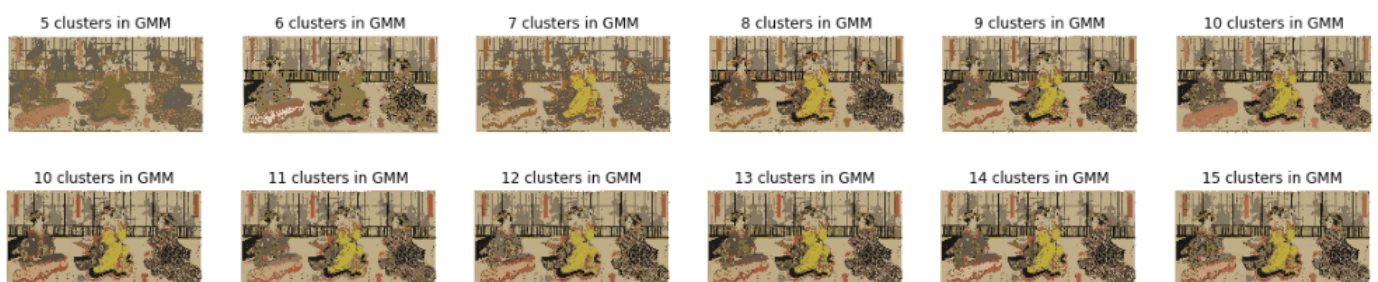 5 clusters in GMM
6 clusters in GMM
7 clusters in GMM
8 clusters in GMM
9 clusters in GMM
10 clusters in GMM
10 clusters in GMM
11 clusters in GMM
12 clusters in GMM
13 clusters in GMM
14 clusters in GMM
15 clusters in GMM